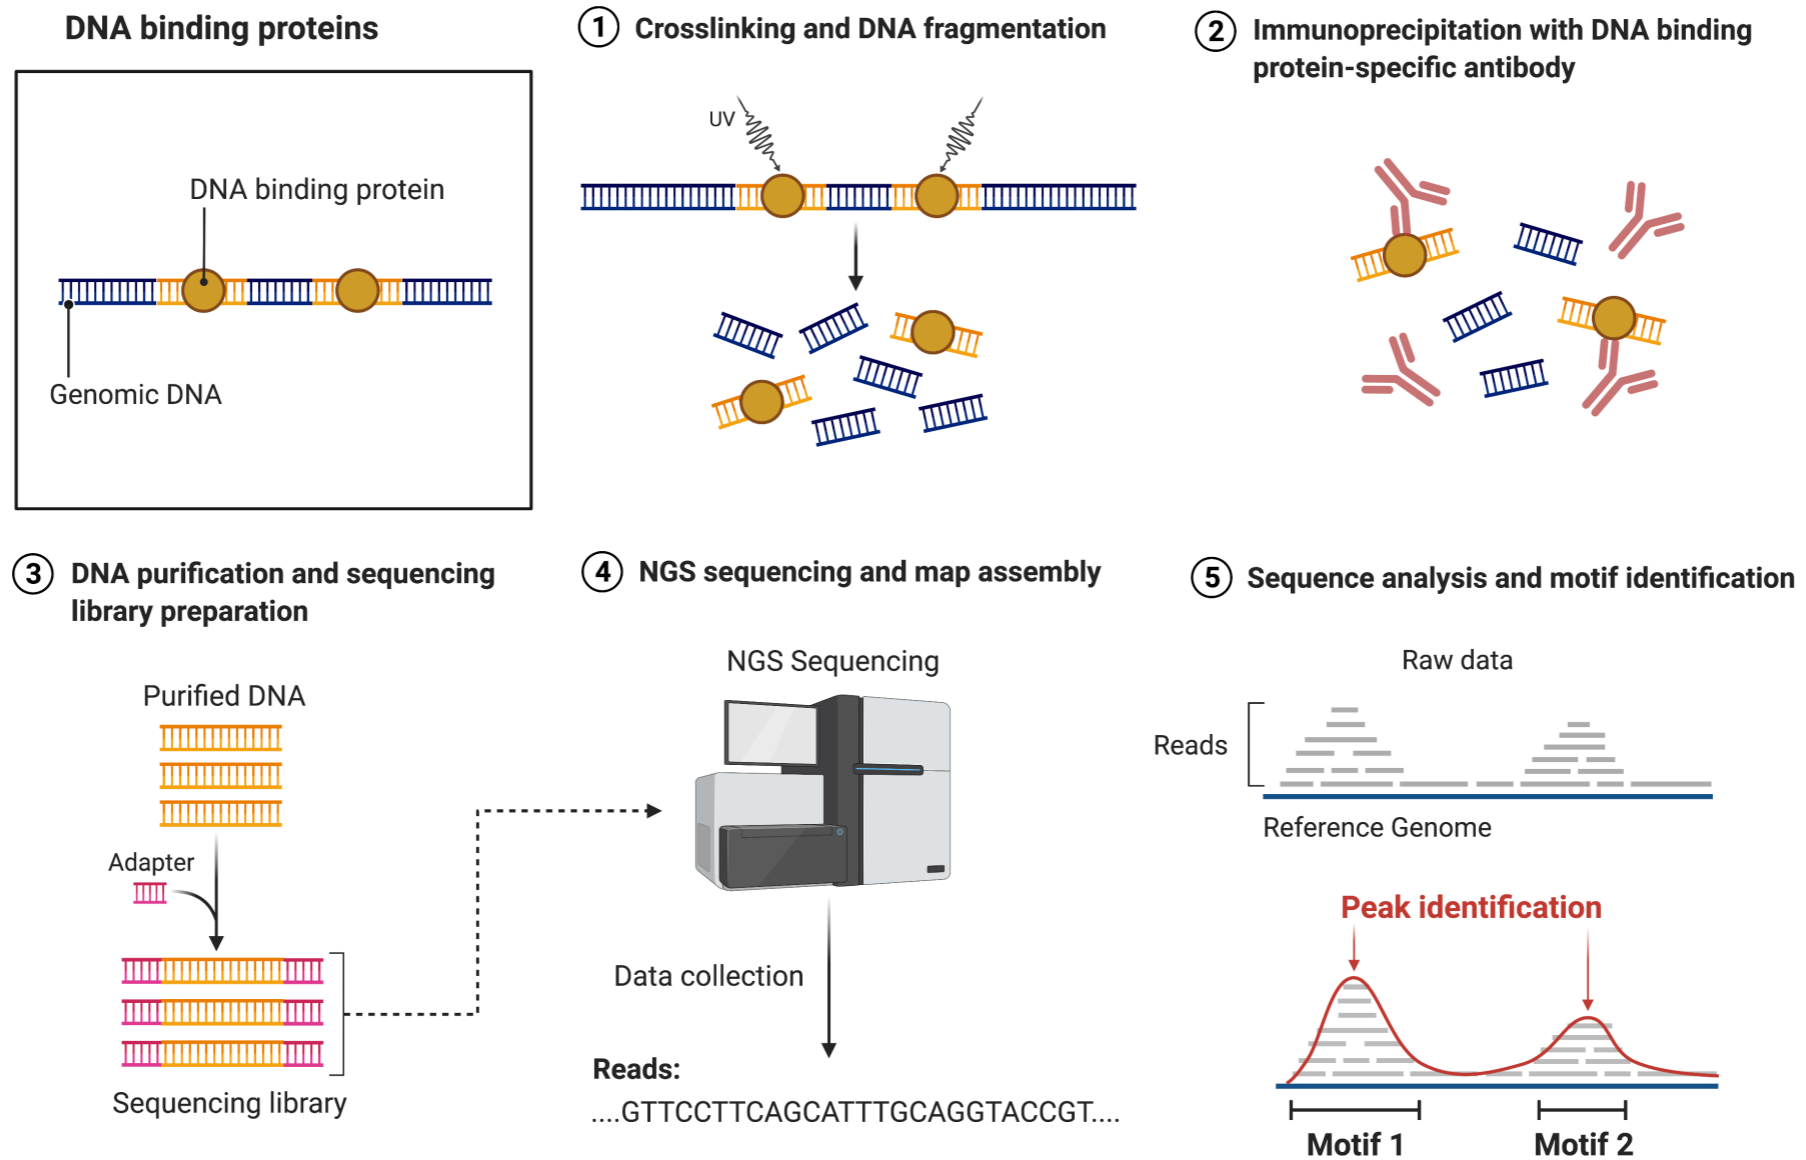 DNA binding proteins
DNA binding protein
Genomic DNA
1 Crosslinking and DNA fragmentation
UV
2 Immunoprecipitation with DNA binding
protein-specific antibody
3 DNA purification and sequencing
library preparation
Purified DNA
Adapter
Sequencing library
4 NGS sequencing and map assembly
NGS Sequencing
Data collection
Reads:
....GTTCCTTCAGCATTTGCAGGTACCGT....
5 Sequence analysis and motif identification
Raw data
Reads
Reference Genome
Peak identification
Motif 1
Motif 2